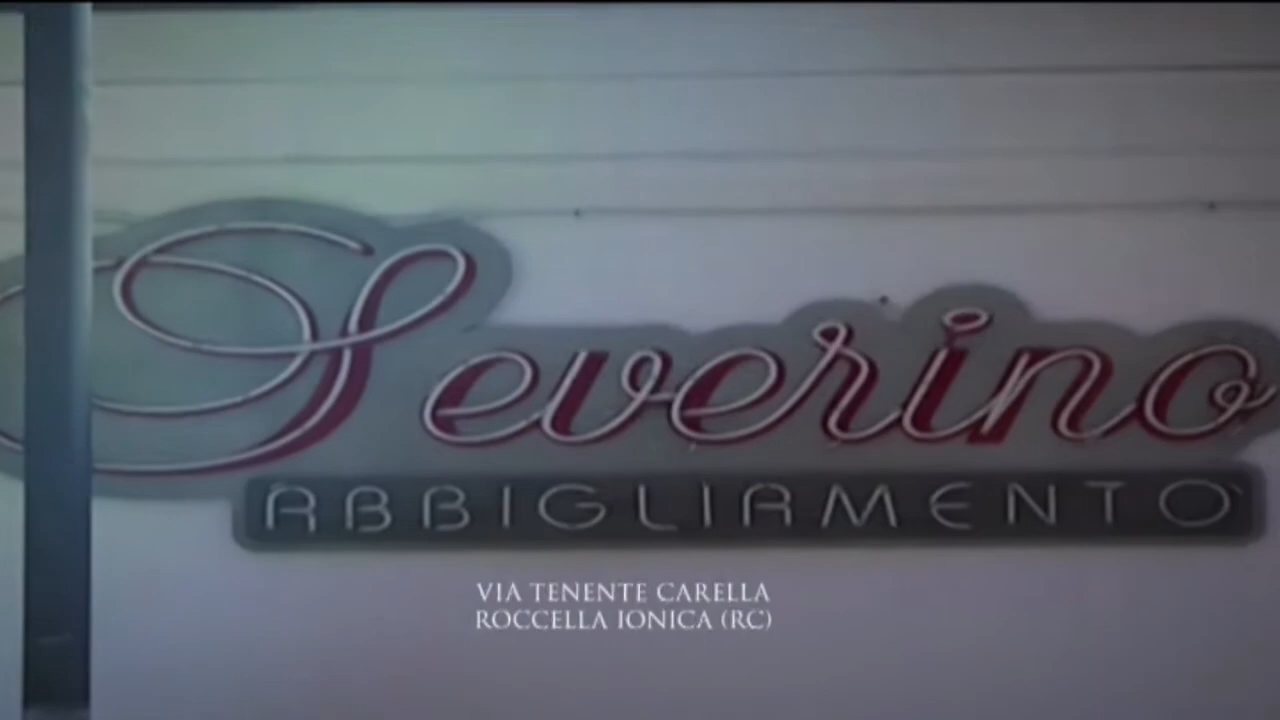 Severino
ABBIGLIAMENTO
VIA TENENTE CARELLA
ROCCELLA IONICA (RC)